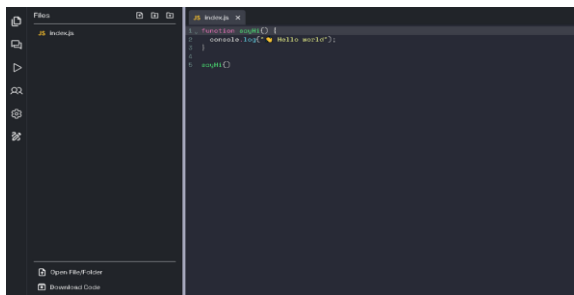 Files
JS index.js
Open File/Folder
Download Code
JS index.js ×
1 function sayHi() {
2 console.log("👋 Hello world");
3 }
4
5 sayHi()